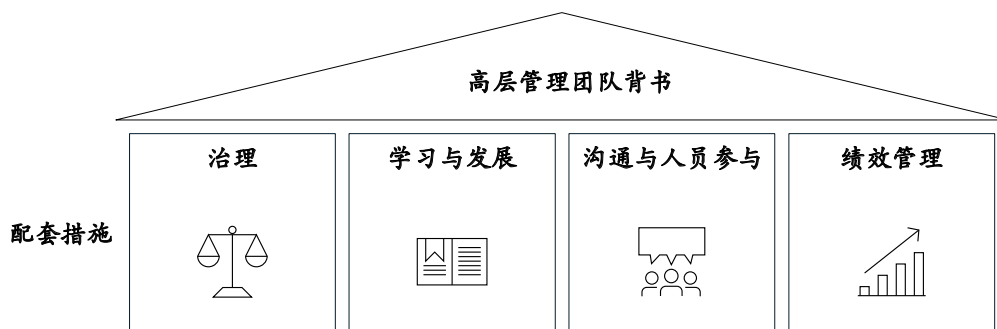 高层管理团队背书
治理
学习与发展
沟通与人员参与
绩效管理
配套措施